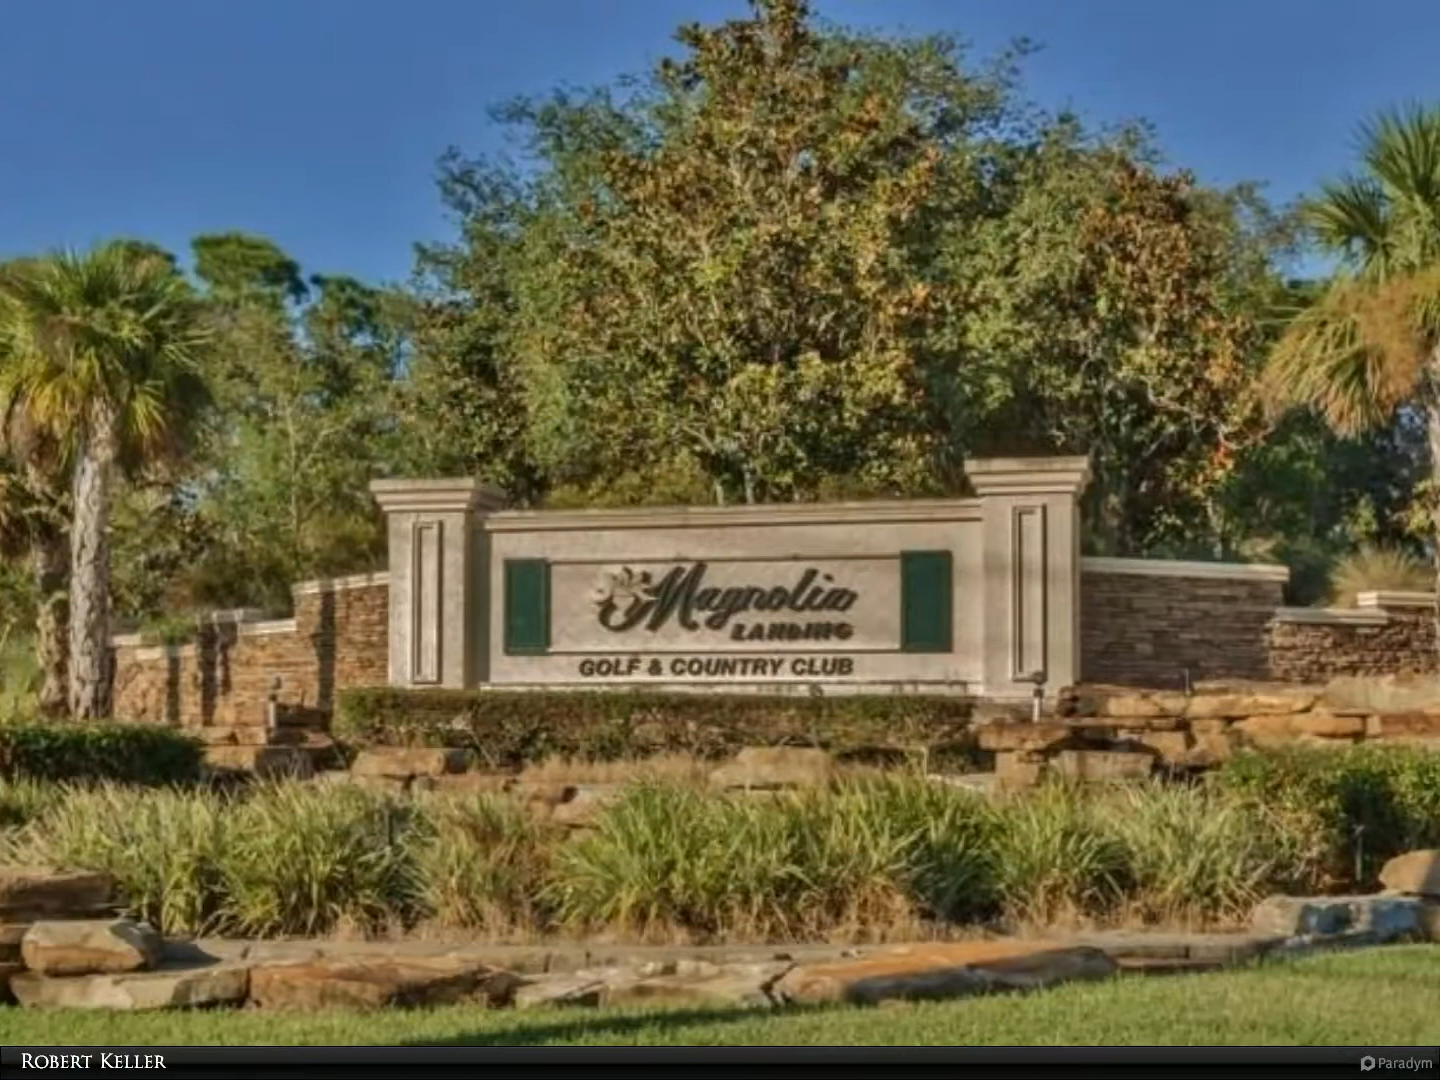 Magnolia
LANDING
GOLF & COUNTRY CLUB
ROBERT KELLER
Paradym